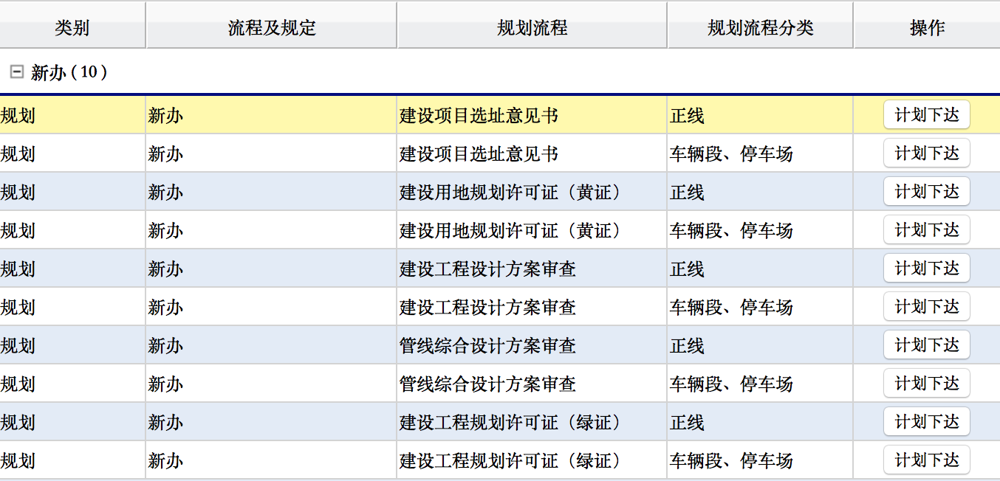 类别 流程及规定 规划流程 规划流程分类 操作
新办(10)
规划 新办 建设项目选址意见书 正线 计划下达
规划 新办 建设项目选址意见书 车辆段、停车场 计划下达
规划 新办 建设用地规划许可证（黄证） 正线 计划下达
规划 新办 建设用地规划许可证（黄证） 车辆段、停车场 计划下达
规划 新办 建设工程设计方案审查 正线 计划下达
规划 新办 建设工程设计方案审查 车辆段、停车场 计划下达
规划 新办 管线综合设计方案审查 正线 计划下达
规划 新办 管线综合设计方案审查 车辆段、停车场 计划下达
规划 新办 建设工程规划许可证（绿证） 正线 计划下达
规划 新办 建设工程规划许可证（绿证） 车辆段、停车场 计划下达